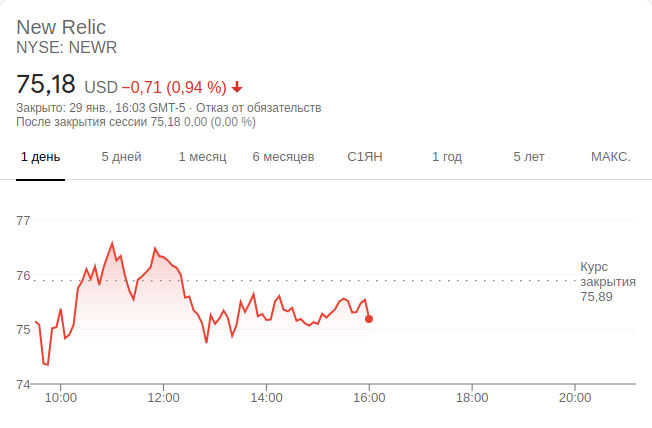 New Relic
NYSE: NEWR
75,18 USD −0,71 (0,94 %)
Закрыто: 29 янв., 16:03 GMT-5 · Отказ от обязательств
После закрытия сессии 75,18 0,00 (0,00 %)
1 день 5 дней 1 месяц 6 месяцев С1ЯН 1 год 5 лет МАКС.
77
76
75
74
Курс
закрытия
75,89
10:00 12:00 14:00 16:00 18:00 20:00